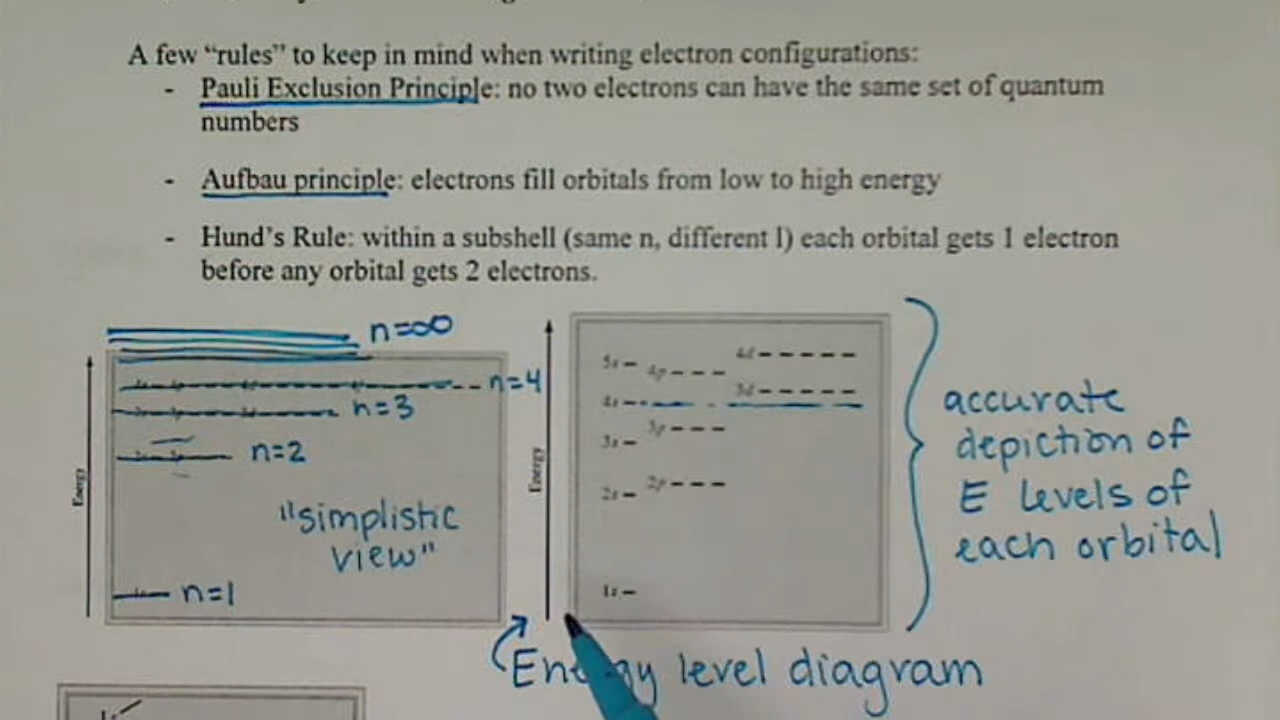 A few “rules” to keep in mind when writing electron configurations:
- Pauli Exclusion Principle: no two electrons can have the same set of quantum
numbers
- Aufbau principle: electrons fill orbitals from low to high energy
- Hund’s Rule: within a subshell (same n, different l) each orbital gets 1 electron
before any orbital gets 2 electrons.
n=∞
n=4
n=3
n=2
"simplistic
view"
n=1
Energy
Energy
5s
4p
4d
4s
3d
3s
3p
2s
2p
1s
accurate
depiction of
E levels of
each orbital
Energy level diagram